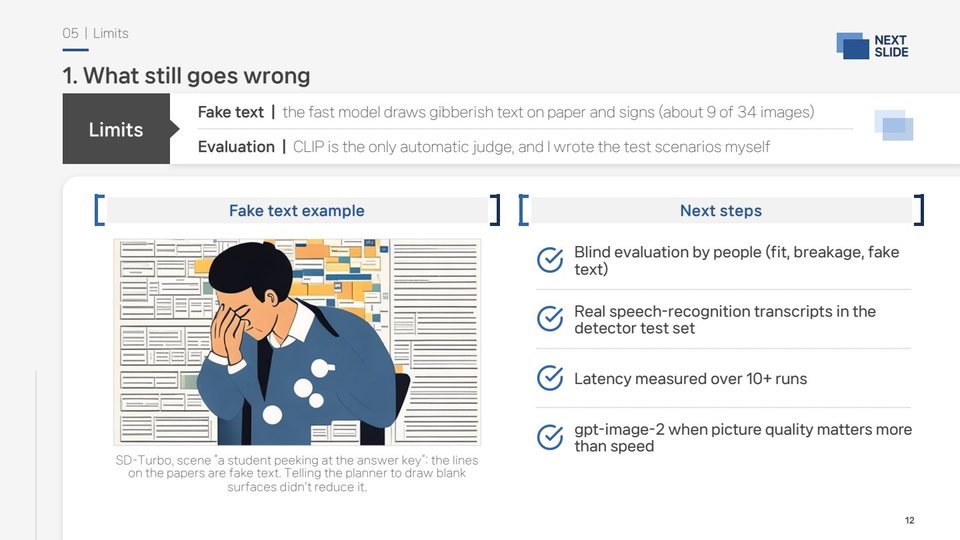 05 | Limits
NEXT
SLIDE
1. What still goes wrong
Limits
Fake text | the fast model draws gibberish text on paper and signs (about 9 of 34 images)
Evaluation | CLIP is the only automatic judge, and I wrote the test scenarios myself
Fake text example
SD-Turbo, scene "a student peeking at the answer key": the lines
on the papers are fake text. Telling the planner to draw blank
surfaces didn't reduce it.
Next steps
Blind evaluation by people (fit, breakage, fake
text)
Real speech-recognition transcripts in the
detector test set
Latency measured over 10+ runs
gpt-image-2 when picture quality matters more
than speed
12